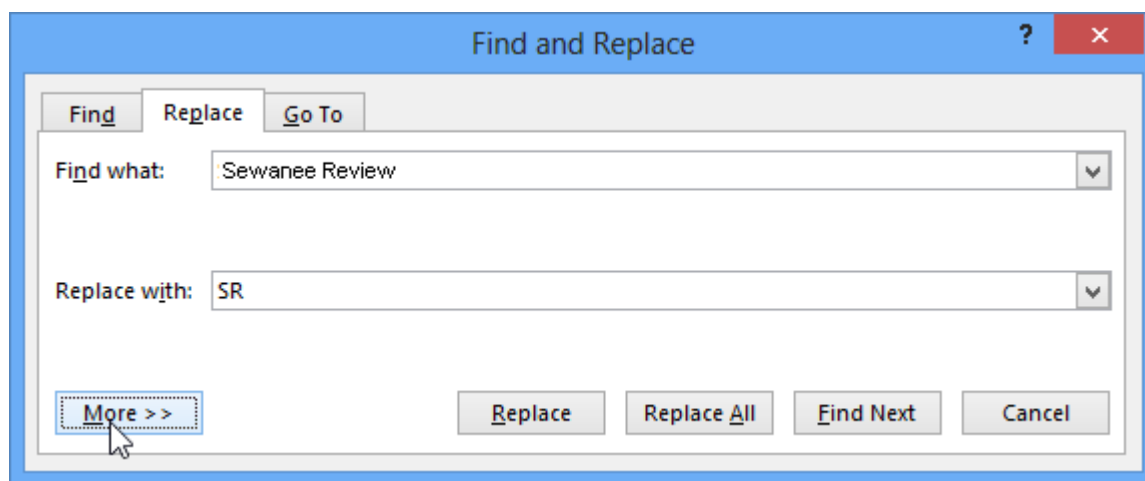 Find and Replace ? ×
Find Replace Go To
Find what: Sewanee Review
Replace with: SR
More >> Replace Replace All Find Next Cancel